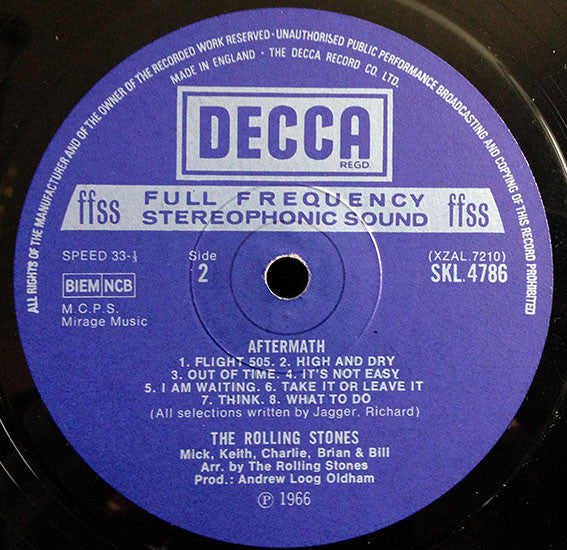 ALL RIGHTS OF THE MANUFACTURER AND OF THE OWNER OF THE RECORDED WORK RESERVED · UNAUTHORISED PUBLIC PERFORMANCE BROADCASTING AND COPYING OF THIS RECORD PROHIBITED
MADE IN ENGLAND · THE DECCA RECORD CO. LTD.
DECCA
REGD.
ffss FULL FREQUENCY ffss
STEREOPHONIC SOUND
SPEED 33-⅓ Side (XZAL.7210)
2 SKL.4786
BIEM NCB
M.C.P.S.
Mirage Music
AFTERMATH
1. FLIGHT 505. 2. HIGH AND DRY
3. OUT OF TIME. 4. IT'S NOT EASY
5. I AM WAITING. 6. TAKE IT OR LEAVE IT
7. THINK. 8. WHAT TO DO
(All selections written by Jagger, Richard)
THE ROLLING STONES
Mick, Keith, Charlie, Brian & Bill
Arr. by The Rolling Stones
Prod.: Andrew Loog Oldham
℗ 1966